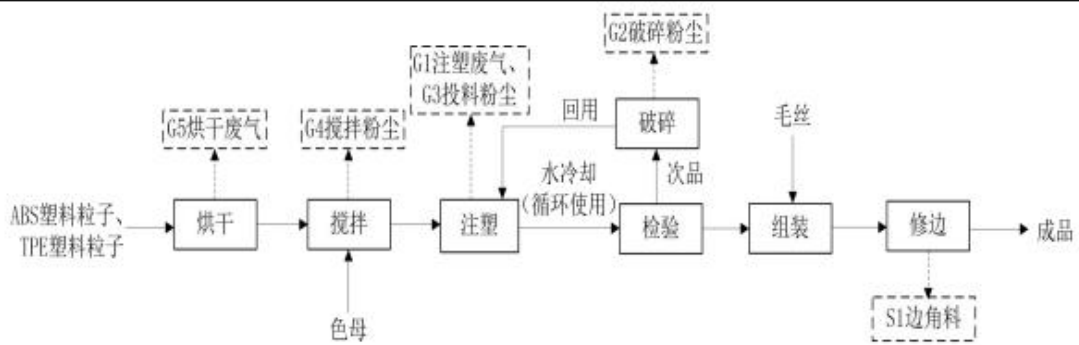 G2破碎粉尘
G1注塑废气、
G3投料粉尘
G5烘干废气
G4搅拌粉尘
回用
破碎
毛丝
水冷却
（循环使用）
次品
ABS塑料粒子、
TPE塑料粒子
烘干
搅拌
注塑
检验
组装
修边
成品
色母
S1边角料